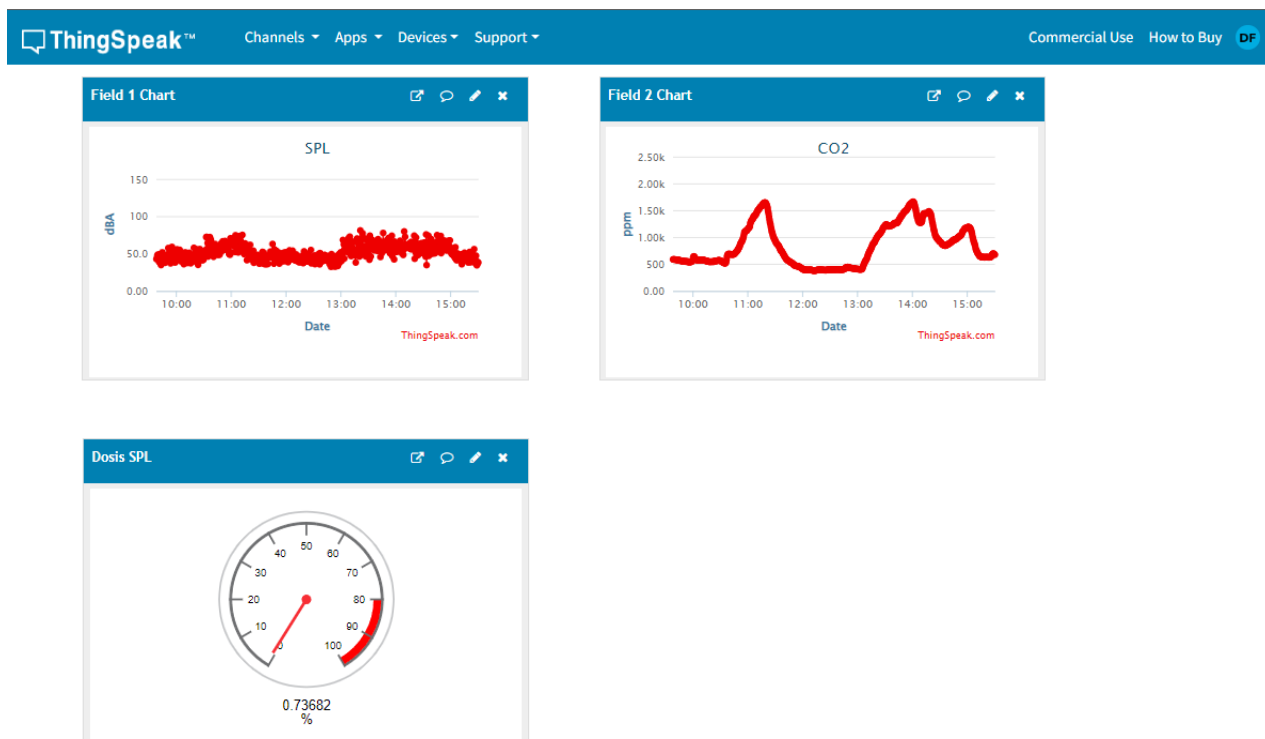 ThingSpeak™ Channels Apps Devices Support Commercial Use How to Buy DF
Field 1 Chart
SPL
150
100
50.0
0.00
dBA
10:00 11:00 12:00 13:00 14:00 15:00
Date
ThingSpeak.com
Field 2 Chart
CO2
2.50k
2.00k
1.50k
1.00k
500
0.00
ppm
10:00 11:00 12:00 13:00 14:00 15:00
Date
ThingSpeak.com
Dosis SPL
0
10
20
30
40
50
60
70
80
90
100
0.73682
%